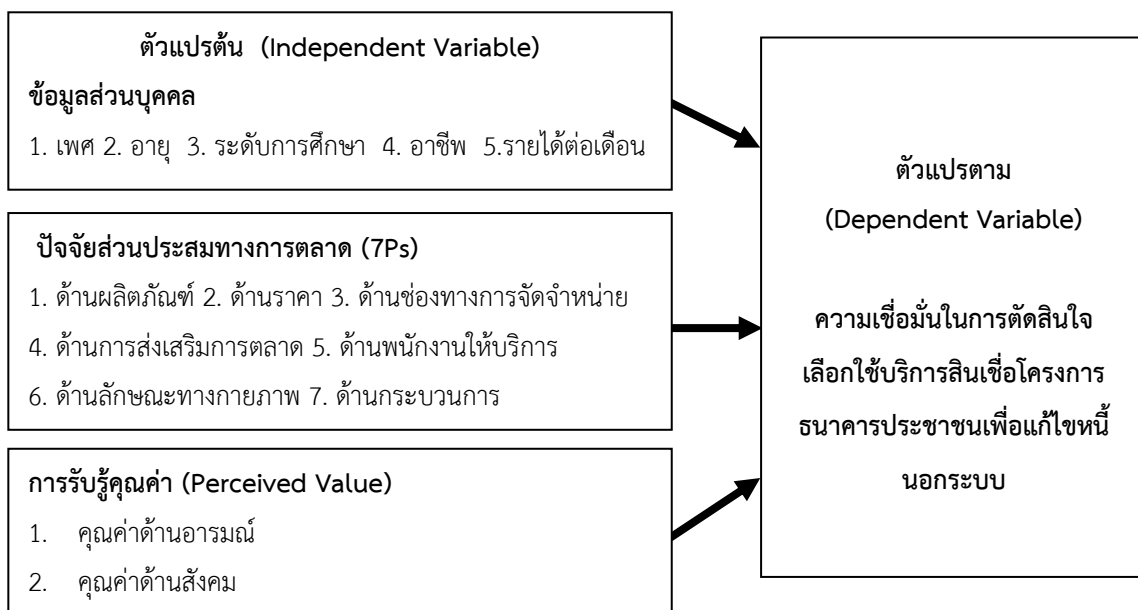 ตัวแปรต้น (Independent Variable)
ข้อมูลส่วนบุคคล
1. เพศ 2. อายุ 3. ระดับการศึกษา 4. อาชีพ 5.รายได้ต่อเดือน
ปัจจัยส่วนประสมทางการตลาด (7Ps)
1. ด้านผลิตภัณฑ์ 2. ด้านราคา 3. ด้านช่องทางการจัดจำหน่าย
4. ด้านการส่งเสริมการตลาด 5. ด้านพนักงานให้บริการ
6. ด้านลักษณะทางกายภาพ 7. ด้านกระบวนการ
การรับรู้คุณค่า (Perceived Value)
1. คุณค่าด้านอารมณ์
2. คุณค่าด้านสังคม
ตัวแปรตาม
(Dependent Variable)
ความเชื่อมั่นในการตัดสินใจ
เลือกใช้บริการสินเชื่อโครงการ
ธนาคารประชาชนเพื่อแก้ไขหนี้
นอกระบบ